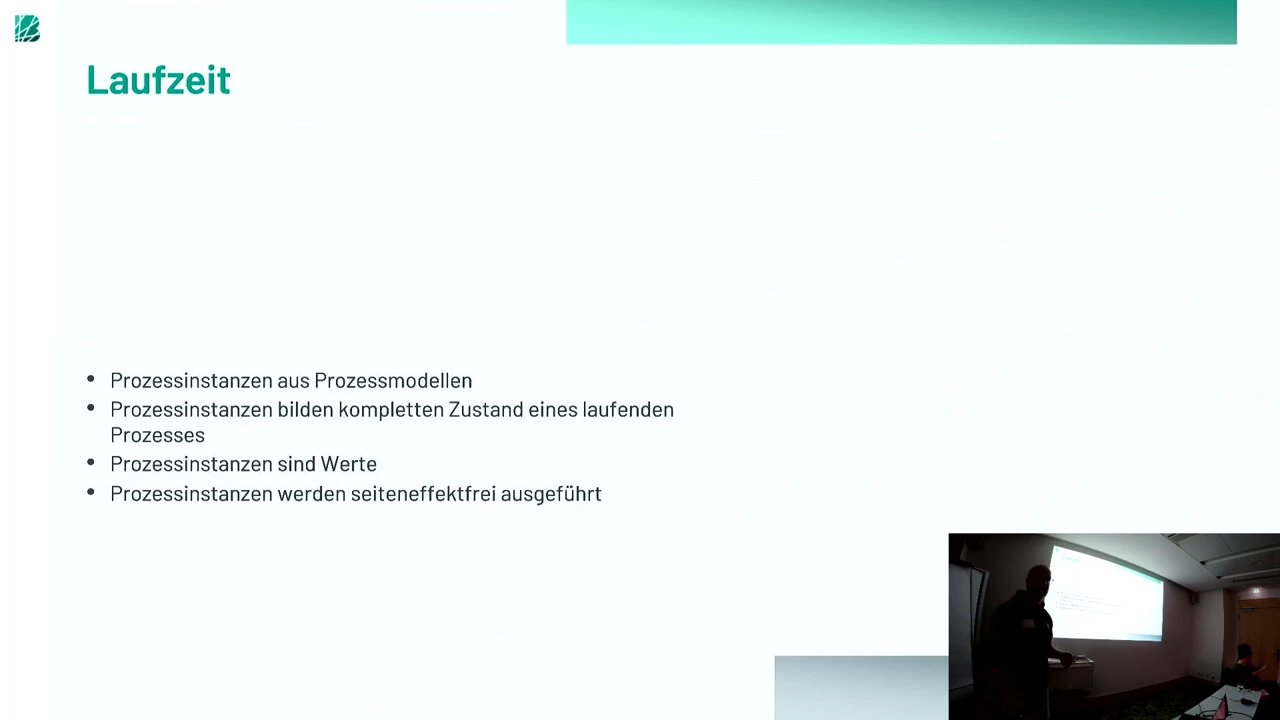 Laufzeit
• Prozessinstanzen aus Prozessmodellen
• Prozessinstanzen bilden kompletten Zustand eines laufenden
Prozesses
• Prozessinstanzen sind Werte
• Prozessinstanzen werden seiteneffektfrei ausgeführt